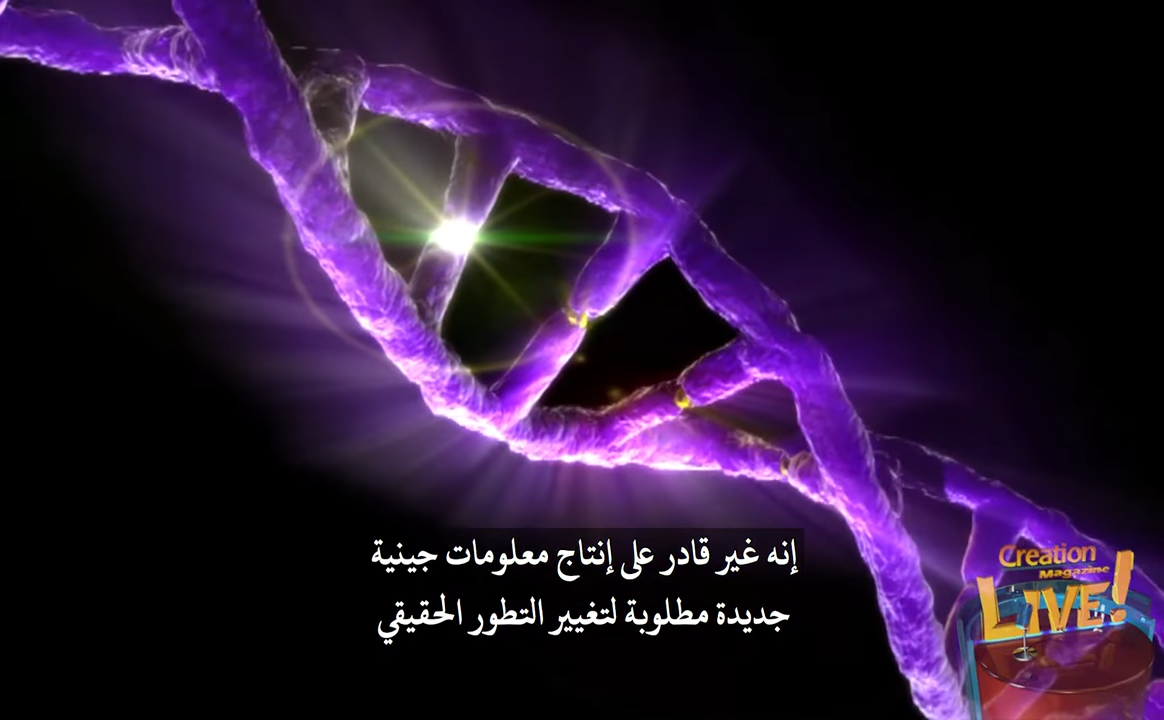 إنه غير قادر على إنتاج معلومات جينية
جديدة مطلوبة لتغيير التطور الحقيقي
Creation
Magazine
LIVE!